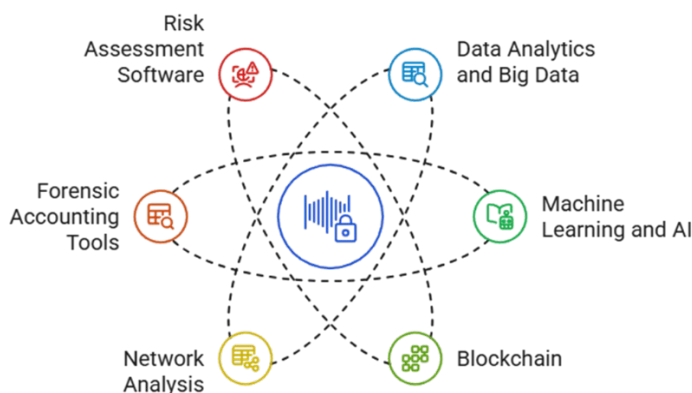 Risk
Assessment
Software
Data Analytics
and Big Data
Forensic
Accounting
Tools
Machine
Learning and AI
Network
Analysis
Blockchain